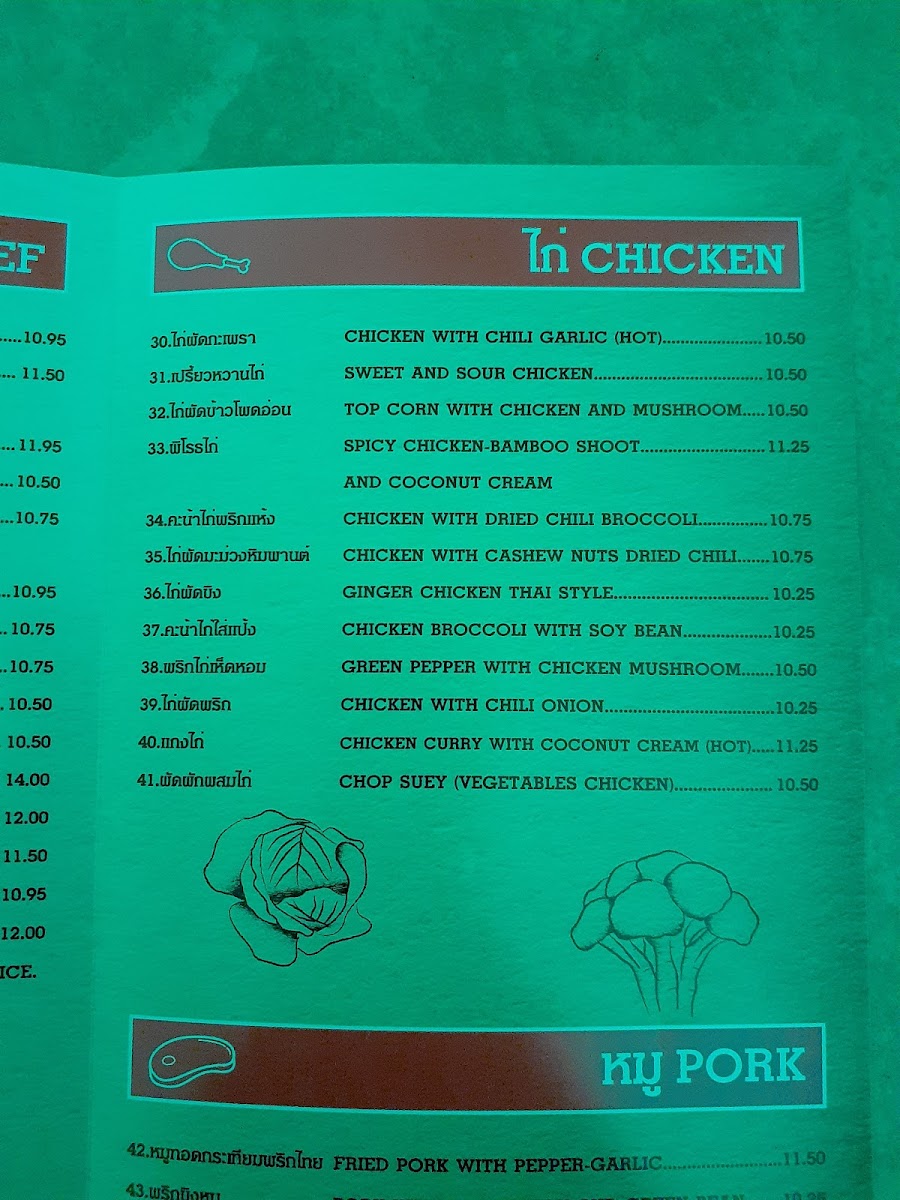 EF
.....10.95
.... 11.50
....11.95
...10.50
...10.75
...10.95
..10.75
..10.75
. 10.50
10.50
14.00
12.00
11.50
10.95
12.00
ICE.
ไก่ CHICKEN
30.ไก่ผัดกะเพรา CHICKEN WITH CHILI GARLIC (HOT)......................10.50
31.เปรี้ยวหวานไก่ SWEET AND SOUR CHICKEN.....................................10.50
32.ไก่ผัดข้าวโพดอ่อน TOP CORN WITH CHICKEN AND MUSHROOM.....10.50
33.พิโรธไก่ SPICY CHICKEN-BAMBOO SHOOT...........................11.25
AND COCONUT CREAM
34.คะน้าไก่พริกแห้ง CHICKEN WITH DRIED CHILI BROCCOLI...............10.75
35.ไก่ผัดมะม่วงหิมพานต์ CHICKEN WITH CASHEW NUTS DRIED CHILI.......10.75
36.ไก่ผัดขิง GINGER CHICKEN THAI STYLE.................................. 10.25
37.คะน้าไก่ใส่แป้ง CHICKEN BROCCOLI WITH SOY BEAN....................10.25
38.พริกไก่เห็ดหอม GREEN PEPPER WITH CHICKEN MUSHROOM.......10.50
39.ไก่ผัดพริก CHICKEN WITH CHILI ONION.....................................10.25
40.แกงไก่ CHICKEN CURRY WITH COCONUT CREAM (HOT).....11.25
41.ผัดผักผสมไก่ CHOP SUEY (VEGETABLES CHICKEN)..................... 10.50
หมู PORK
42.หมูทอดกระเทียมพริกไทย FRIED PORK WITH PEPPER-GARLIC..........................11.50
43.พริกขิงหมู